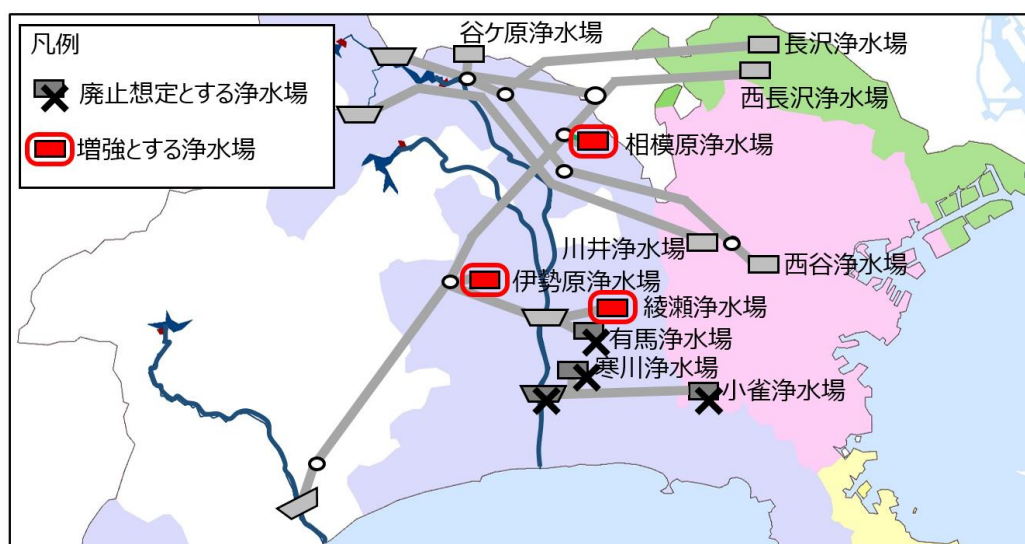 凡例
廃止想定とする浄水場
増強とする浄水場
谷ケ原浄水場
長沢浄水場
西長沢浄水場
相模原浄水場
川井浄水場
西谷浄水場
伊勢原浄水場
綾瀬浄水場
有馬浄水場
寒川浄水場
小雀浄水場